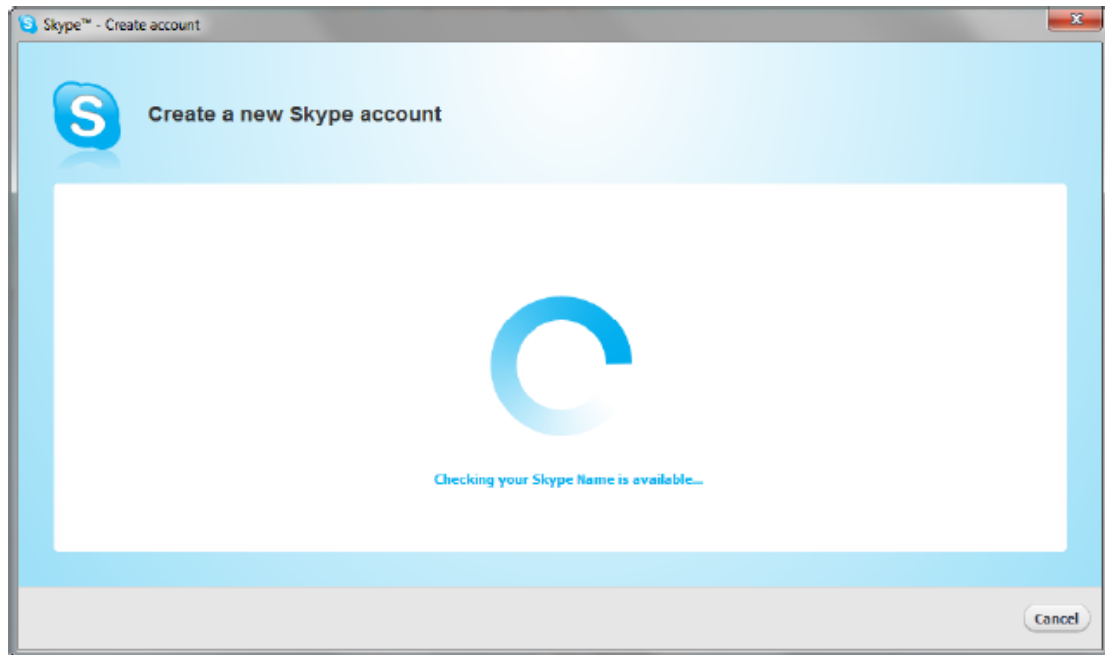 Skype™ - Create account
S
Create a new Skype account
Checking your Skype Name is available...
Cancel